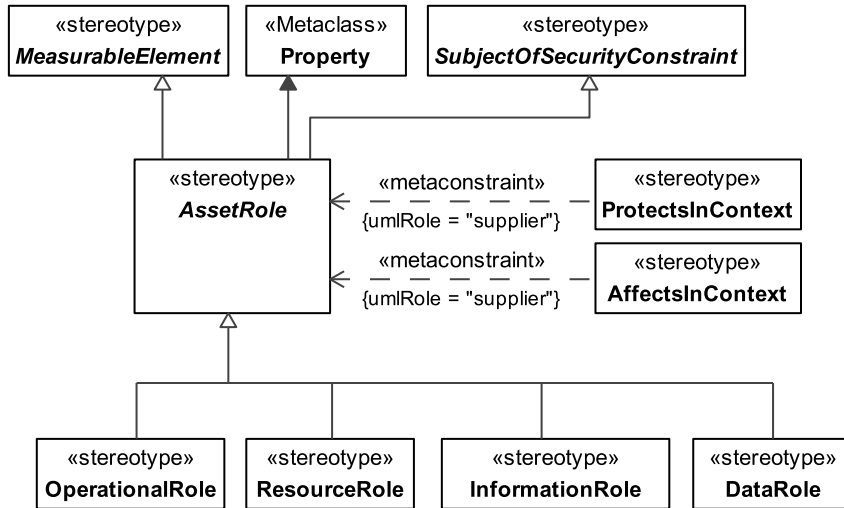 «stereotype»
MeasurableElement
«Metaclass»
Property
«stereotype»
SubjectOfSecurityConstraint
«stereotype»
AssetRole
«metaconstraint»
{umlRole = "supplier"}
«stereotype»
ProtectsInContext
«metaconstraint»
{umlRole = "supplier"}
«stereotype»
AffectsInContext
«stereotype»
OperationalRole
«stereotype»
ResourceRole
«stereotype»
InformationRole
«stereotype»
DataRole